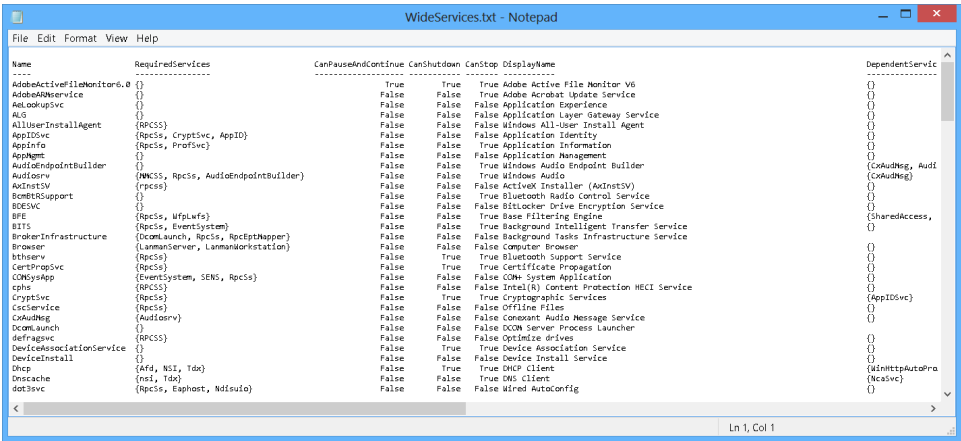 WideServices.txt - Notepad
File Edit Format View Help
Name RequiredServices CanPauseAndContinue CanShutdown CanStop DisplayName DependentServic
---- ---------------- ------------------- ----------- ------- ----------- ---------------
AdobeActiveFileMonitor6.0 {} True True True Adobe Active File Monitor V6 {}
AdobeARMservice {} False False True Adobe Acrobat Update Service {}
AeLookupSvc {} False False False Application Experience {}
ALG {} False False False Application Layer Gateway Service {}
AllUserInstallAgent {RPCSS} False False False Windows All-User Install Agent {}
AppIDSvc {RpcSs, CryptSvc, AppID} False False False Application Identity {}
Appinfo {RpcSs, ProfSvc} False False True Application Information {}
AppMgmt {} False False False Application Management {}
AudioEndpointBuilder {} False False True Windows Audio Endpoint Builder {CxAudMsg, Audi
Audiosrv {MMCSS, RpcSs, AudioEndpointBuilder} False False True Windows Audio {CxAudMsg}
AxInstSV {rpcss} False False False ActiveX Installer (AxInstSV) {}
BcmBtRSupport {} False False True Bluetooth Radio Control Service {}
BDESVC {} False False False BitLocker Drive Encryption Service {}
BFE {RpcSs, WfpLwfs} False False True Base Filtering Engine {SharedAccess,
BITS {RpcSs, EventSystem} False False True Background Intelligent Transfer Service {}
BrokerInfrastructure {DcomLaunch, RpcSs, RpcEptMapper} False False False Background Tasks Infrastructure Service
Browser {LanmanServer, LanmanWorkstation} False False False Computer Browser {}
bthserv {RpcSs} False True True Bluetooth Support Service {}
CertPropSvc {RpcSs} False True True Certificate Propagation {}
COMSysApp {EventSystem, SENS, RpcSs} False False False COM+ System Application {}
cphs {RPCSS} False False False Intel(R) Content Protection HECI Service {}
CryptSvc {RpcSs} False True True Cryptographic Services {AppIDSvc}
CscService {RpcSs} False False False Offline Files {}
CxAudMsg {Audiosrv} False False True Conexant Audio Message Service {}
DcomLaunch {} False False False DCOM Server Process Launcher
defragsvc {RPCSS} False False False Optimize drives {}
DeviceAssociationService {} False True True Device Association Service {}
DeviceInstall {} False False False Device Install Service {}
Dhcp {Afd, NSI, Tdx} False True True DHCP Client {WinHttpAutoPro
Dnscache {nsi, Tdx} False False True DNS Client {NcaSvc}
dot3svc {RpcSs, Eaphost, Ndisuio} False False False Wired AutoConfig {}
Ln 1, Col 1